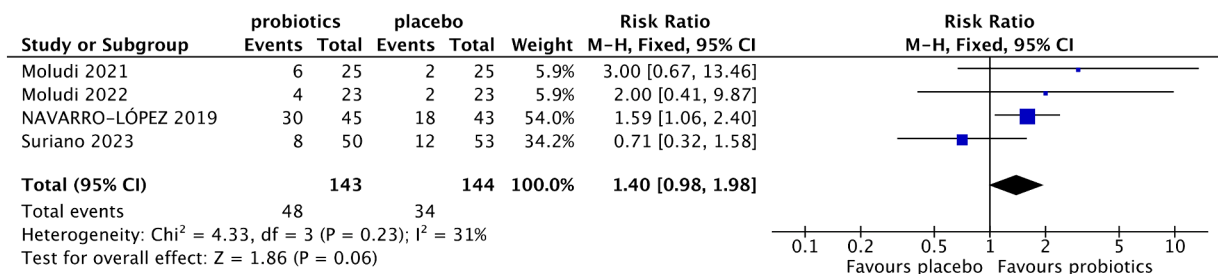 probiotics placebo Risk Ratio Risk Ratio
Study or Subgroup Events Total Events Total Weight M-H, Fixed, 95% CI M-H, Fixed, 95% CI
Moludi 2021 6 25 2 25 5.9% 3.00 [0.67, 13.46]
Moludi 2022 4 23 2 23 5.9% 2.00 [0.41, 9.87]
NAVARRO-LÓPEZ 2019 30 45 18 43 54.0% 1.59 [1.06, 2.40]
Suriano 2023 8 50 12 53 34.2% 0.71 [0.32, 1.58]
Total (95% CI) 143 144 100.0% 1.40 [0.98, 1.98]
Total events 48 34
Heterogeneity: Chi² = 4.33, df = 3 (P = 0.23); I² = 31%
Test for overall effect: Z = 1.86 (P = 0.06)
0.1 0.2 0.5 1 2 5 10
Favours placebo Favours probiotics